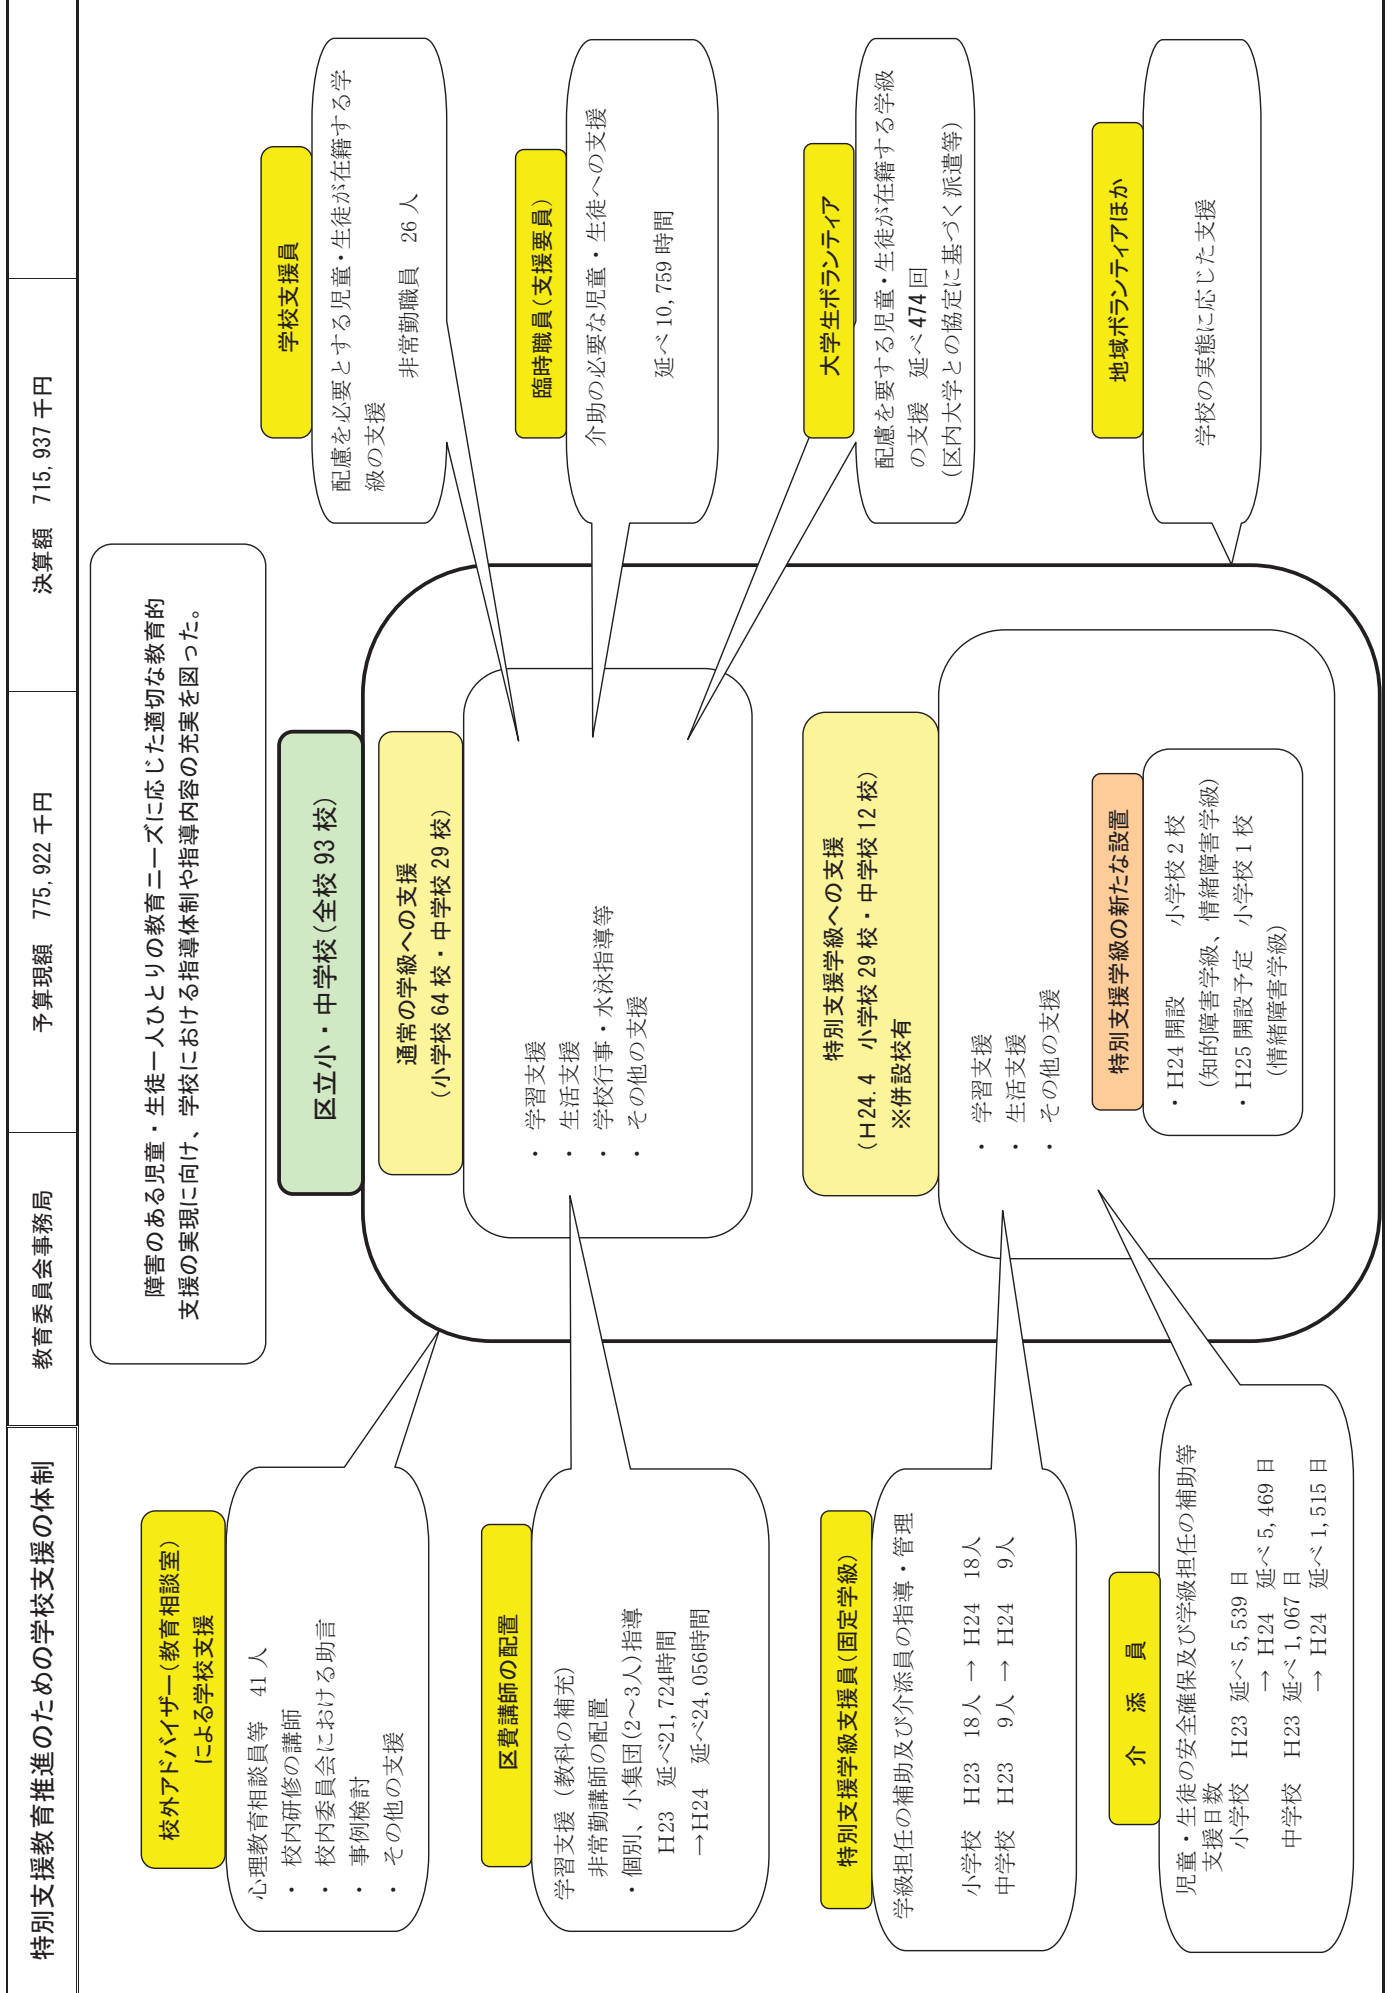 特別支援教育推進のための学校支援の体制
教育委員会事務局
予算現額　775,922 千円
決算額　715,937 千円
障害のある児童・生徒一人ひとりの教育ニーズに応じた適切な教育的
支援の実現に向け、学校における指導体制や指導内容の充実を図った。
校外アドバイザー(教育相談室)
による学校支援
心理教育相談員等　41 人
・　校内研修の講師
・　校内委員会における助言
・　事例検討
・　その他の支援
区費講師の配置
学習支援（教科の補充）
非常勤講師の配置
・個別、小集団(2～3人)指導
H23　延べ21,724時間
→H24　延べ24,056時間
特別支援学級支援員(固定学級)
学級担任の補助及び介添員の指導・管理
小学校　H23　18人 → H24　18人
中学校　H23　9人 → H24　9人
介　添　員
児童・生徒の安全確保及び学級担任の補助等
支援日数
小学校　H23 延べ 5,539 日
→ H24　延べ 5,469 日
中学校　H23 延べ 1,067 日
→ H24　延べ 1,515 日
区立小・中学校(全校 93 校)
通常の学級への支援
(小学校 64 校・中学校 29 校)
・　学習支援
・　生活支援
・　学校行事・水泳指導等
・　その他の支援
特別支援学級への支援
(H24.4　小学校 29 校・中学校 12 校)
※併設校有
・　学習支援
・　生活支援
・　その他の支援
特別支援学級の新たな設置
・H24 開設　　小学校 2 校
(知的障害学級、情緒障害学級)
・H25 開設予定　小学校 1 校
(情緒障害学級)
学校支援員
配慮を必要とする児童・生徒が在籍する学
級の支援
非常勤職員　26 人
臨時職員(支援要員)
介助の必要な児童・生徒への支援
延べ 10,759 時間
大学生ボランティア
配慮を要する児童・生徒が在籍する学級
の支援　延べ 474 回
(区内大学との協定に基づく派遣等)
地域ボランティアほか
学校の実態に応じた支援